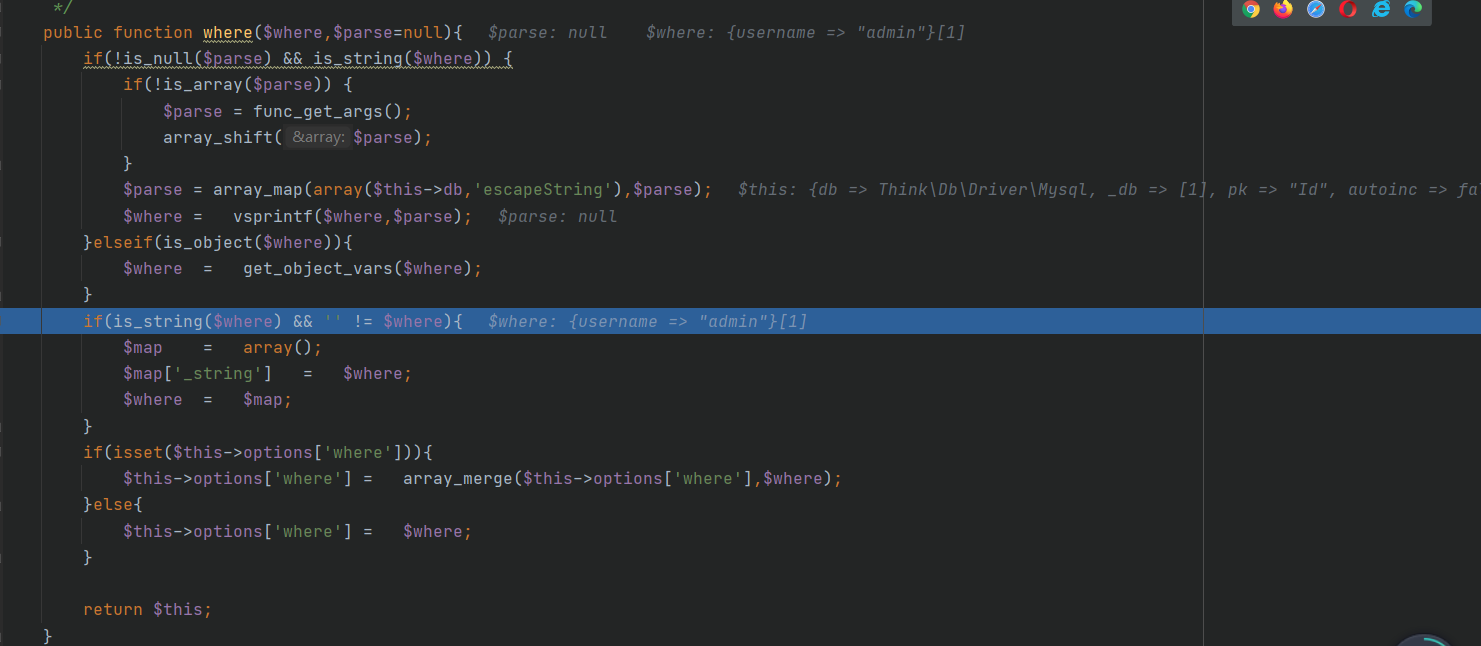 */
public function where($where,$parse=null){   $parse: null    $where: {username => "admin"}[1]
    if(!is_null($parse) && is_string($where)) {
        if(!is_array($parse)) {
            $parse = func_get_args();
            array_shift( &array: $parse);
        }
        $parse = array_map(array($this->db,'escapeString'),$parse);   $this: {db => Think\Db\Driver\Mysql, _db => [1], pk => "Id", autoinc => fal
        $where =   vsprintf($where,$parse);   $parse: null
    }elseif(is_object($where)){
        $where  =   get_object_vars($where);
    }
    if(is_string($where) && '' != $where){   $where: {username => "admin"}[1]
        $map    =   array();
        $map['_string']   =   $where;
        $where  =   $map;
    }
    if(isset($this->options['where'])){
        $this->options['where'] =   array_merge($this->options['where'],$where);
    }else{
        $this->options['where'] =   $where;
    }
    return $this;
}